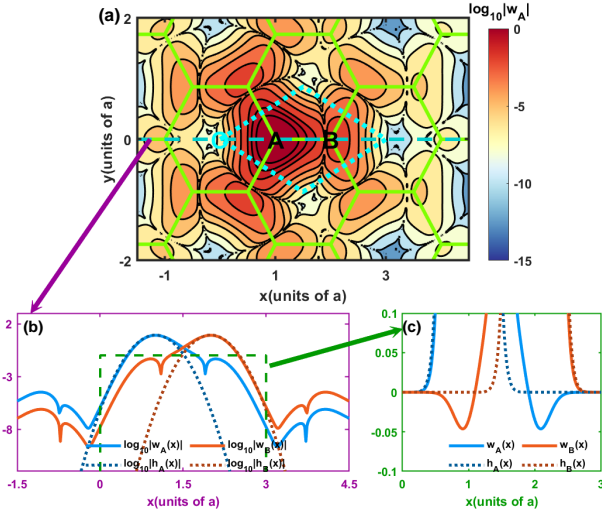 (a)
log10|wA|
2
0
-2
y(units of a)
O
A
B
-1
1
3
x(units of a)
0
-5
-10
-15
(b)
2
-3
-8
log10|wA(x)|
log10|wB(x)|
log10|hA(x)|
log10|hB(x)|
-1.5
0
1.5
3
4.5
x(units of a)
(c)
0.1
0.05
0
-0.05
-0.1
wA(x)
wB(x)
hA(x)
hB(x)
0
1
2
3
x(units of a)